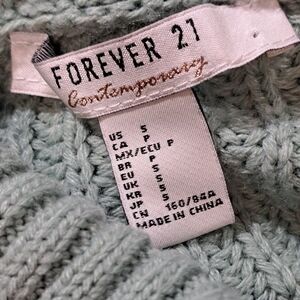 FOREVER 21
Contemporary
US S
CA P
MX/ECU P
BR P
EU S
UK S
KR S
JP S
CN 160/84A
MADE IN CHINA